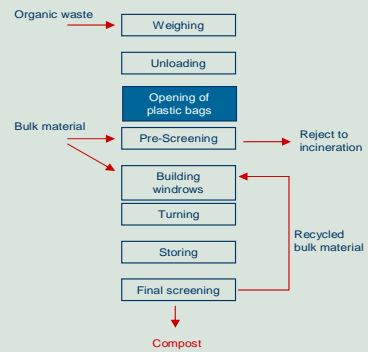 Organic waste
Weighing
Unloading
Opening of
plastic bags
Bulk material
Pre-Screening
Reject to
incineration
Building
windrows
Turning
Recycled
bulk material
Storing
Final screening
Compost